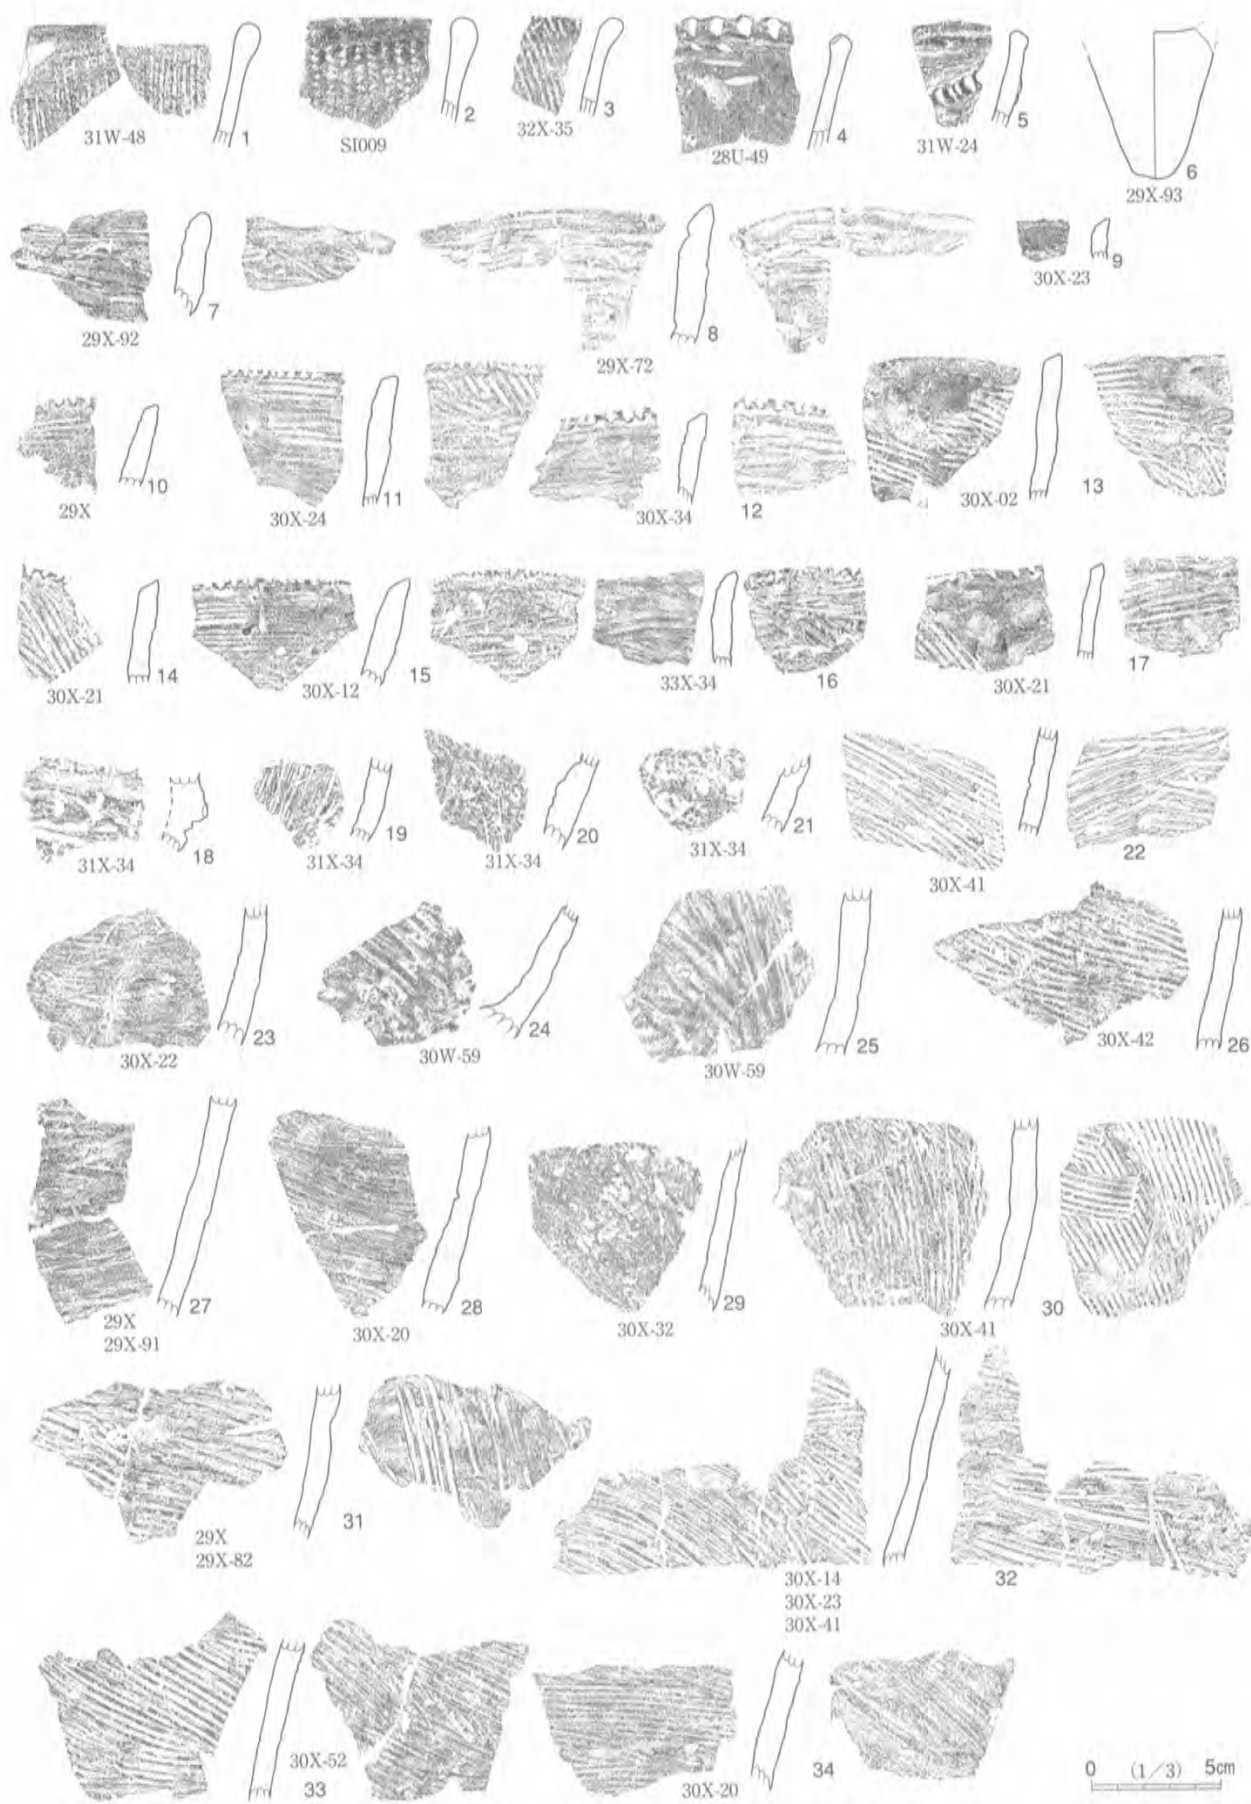 31W-48
1
SI009
2
32X-35
3
28U-49
4
31W-24
5
29X-93
6
29X-92
7
29X-72
8
30X-23
9
29X
10
30X-24
11
30X-34
12
30X-02
13
30X-21
14
30X-12
15
33X-34
16
30X-21
17
31X-34
18
31X-34
19
31X-34
20
31X-34
21
30X-41
22
30X-22
23
30W-59
24
30W-59
25
30X-42
26
29X
29X-91
27
30X-20
28
30X-32
29
30X-41
30
29X
29X-82
31
30X-14
30X-23
30X-41
32
30X-52
33
30X-20
34
0 (1/3) 5cm